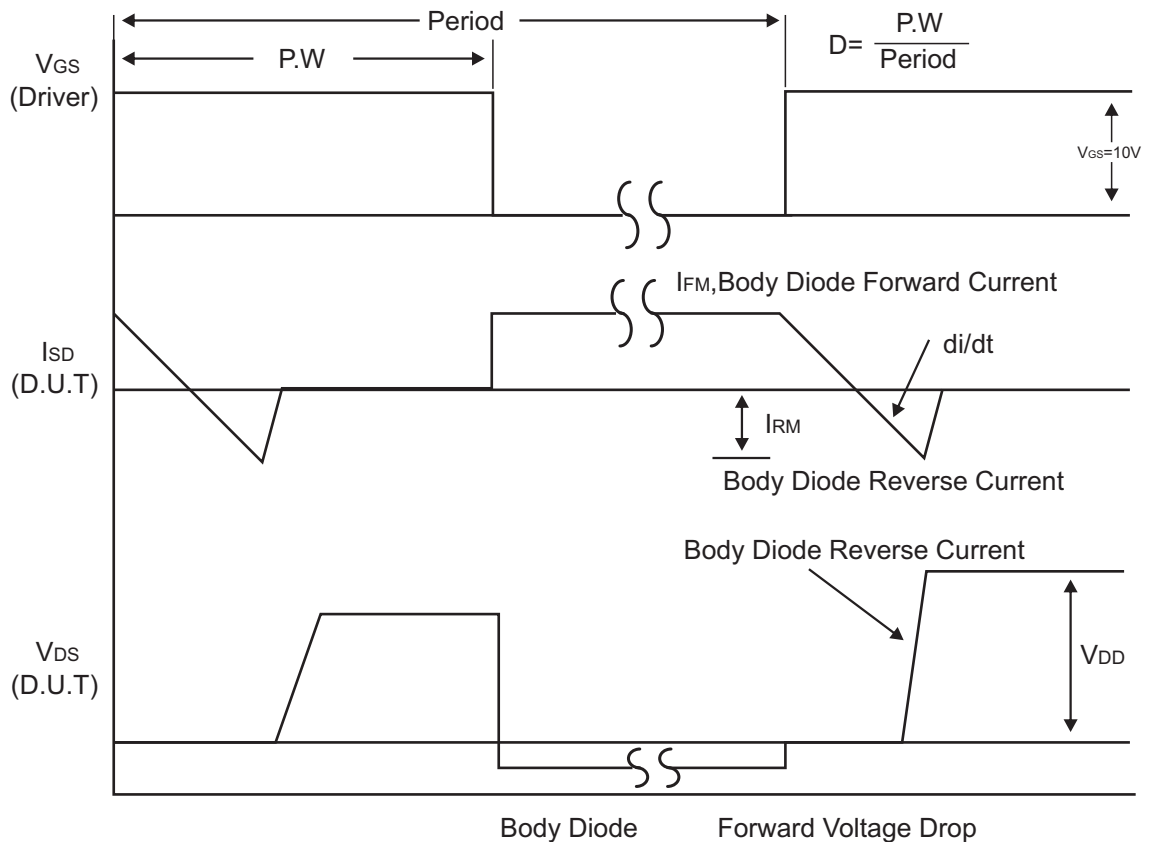 Period
P.W
D= P.W
Period
VGS
(Driver)
VGS=10V
IFM,Body Diode Forward Current
ISD
(D.U.T)
di/dt
IRM
Body Diode Reverse Current
Body Diode Reverse Current
VDS
(D.U.T)
VDD
Body Diode Forward Voltage Drop